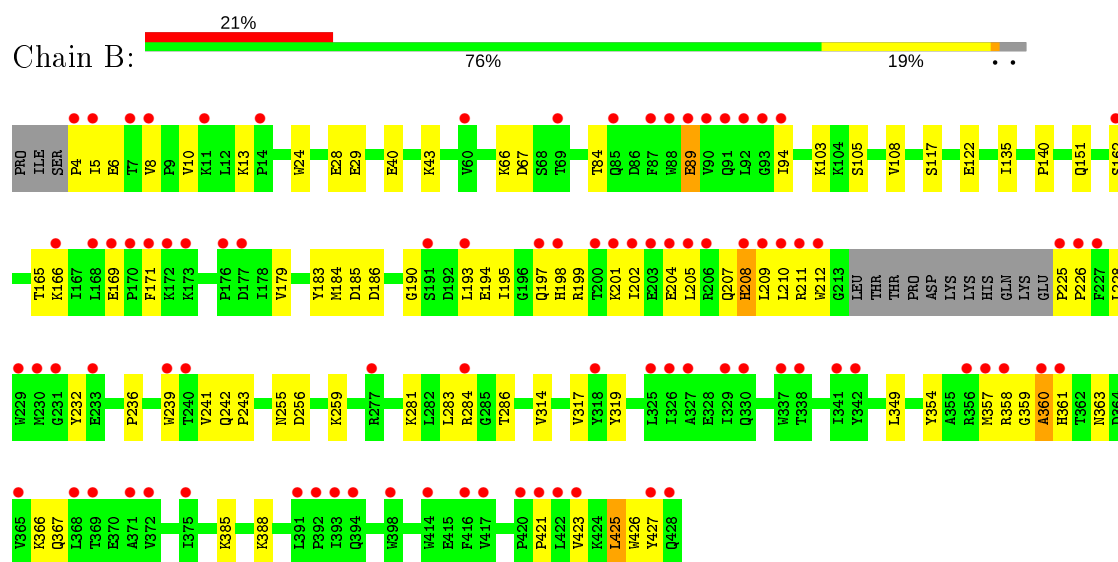 21%
Chain B:
76% 19% • •
PRO ILE SER P4 I5 E6 T7 V8 P9 V10 K11 L12 K13 P14 W24 E28 E29 E40 K43 V60 K66 D67 S68 T69 T84 Q85 D86 F87 W88 E89 V90 Q91 L92 G93 I94 K103 K104 S105 V108 S117 E122 I135 P140 Q151 S162
T165 K166 I167 L168 E169 P170 F171 K172 K173 P176 D177 I178 V179 Y183 M184 D185 D186 G190 S191 D192 L193 E194 I195 G196 Q197 H198 R199 T200 K201 I202 E203 E204 L205 R206 Q207 H208 L209 L210 R211 W212 G213 LEU THR THR PRO ASP LYS LYS HIS GLN LYS GLU P225 P226 F227 L228
W229 M230 G231 Y232 E233 P236 W239 T240 V241 Q242 P243 N255 D256 K259 R277 K281 L282 L283 R284 G285 T286 V314 V317 Y318 Y319 L325 I326 A327 E328 I329 Q330 W337 T338 I341 Y342 L349 Y354 A355 R356 M357 R358 G359 A360 H361 T362 N363 D364
V365 K366 Q367 L368 T369 E370 A371 V372 I375 K385 K388 L391 P392 I393 Q394 W398 W414 E415 F416 V417 P420 P421 L422 V423 K424 L425 W426 Y427 Q428